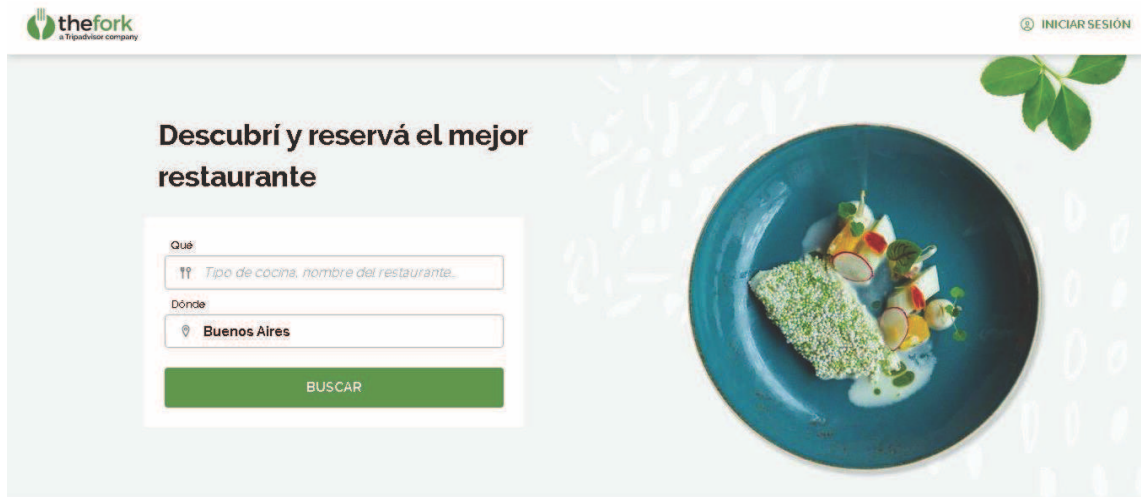 thefork
a Tripadvisor company
INICIAR SESIÓN
Descubrí y reservá el mejor
restaurante
Qué
Tipo de cocina, nombre del restaurante...
Dónde
Buenos Aires
BUSCAR